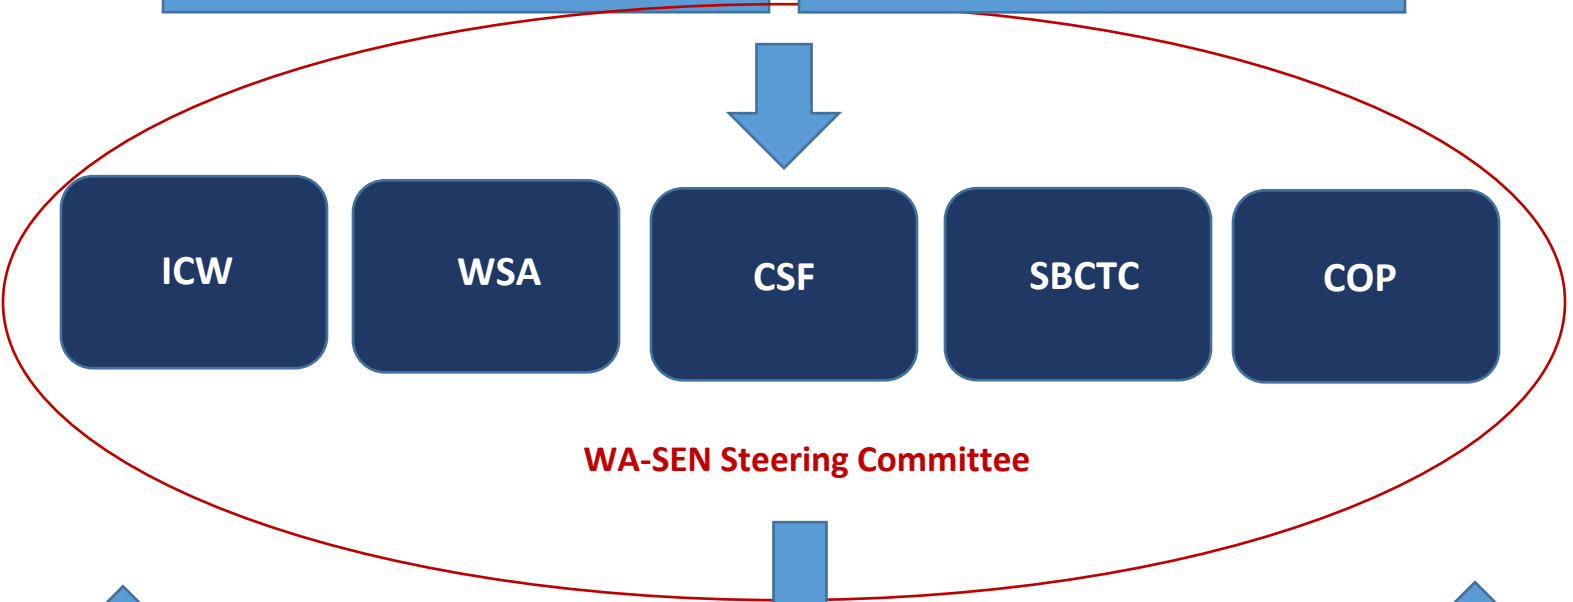 ICW
WSA
CSF
SBCTC
COP
WA-SEN Steering Committee